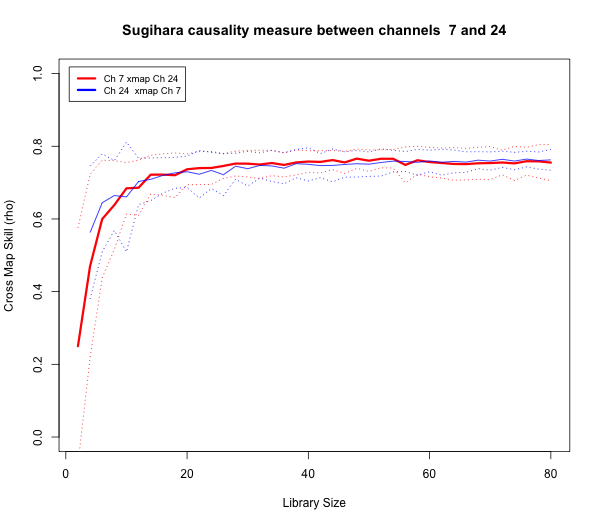 Sugihara causality measure between channels  7 and 24
Ch 7 xmap Ch 24
Ch 24  xmap Ch 7
Cross Map Skill (rho)
1.0
0.8
0.6
0.4
0.2
0.0
0 20 40 60 80
Library Size